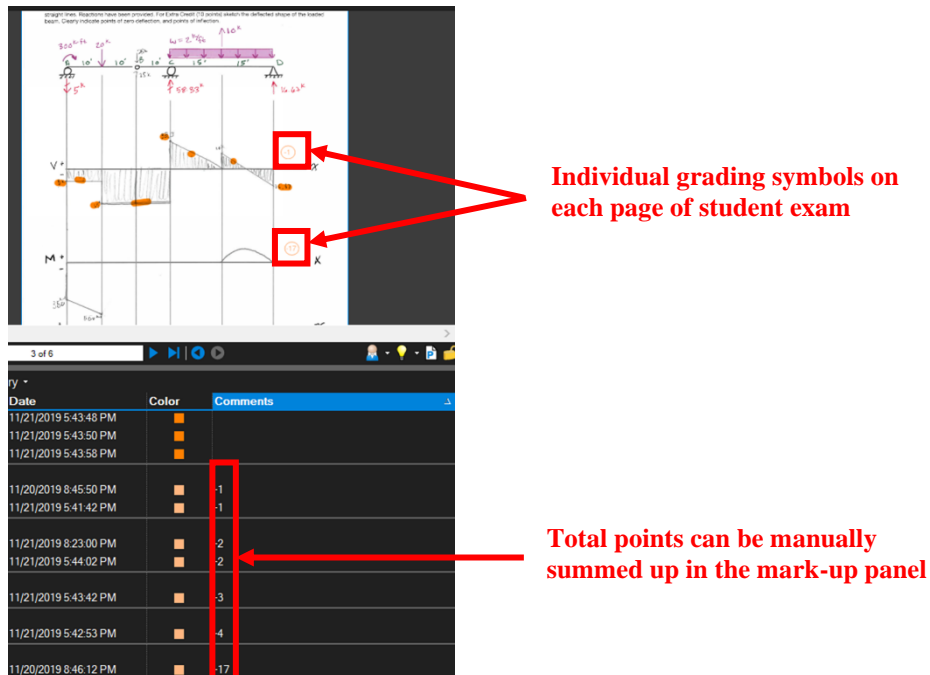 straight lines. Reactions have been provided. For Extra Credit (10 points) sketch the deflected shape of the loaded
beam. Clearly indicate points of zero deflection, and points of inflection.
300 k-ft 20k W = 2 k/ft 10k
10' 10' B 10' C 15' 15' D
5k 58.33k 16.63k
V + -
X
M + -
X
Individual grading symbols on
each page of student exam
3 of 6
ry
Date Color Comments
11/21/2019 5:43:48 PM
11/21/2019 5:43:50 PM
11/21/2019 5:43:58 PM
11/20/2019 8:45:50 PM -1
11/21/2019 5:41:42 PM -1
11/21/2019 8:23:00 PM -2
11/21/2019 5:44:02 PM -2
11/21/2019 5:43:42 PM -3
11/21/2019 5:42:53 PM -4
11/20/2019 8:46:12 PM -17
Total points can be manually
summed up in the mark-up panel